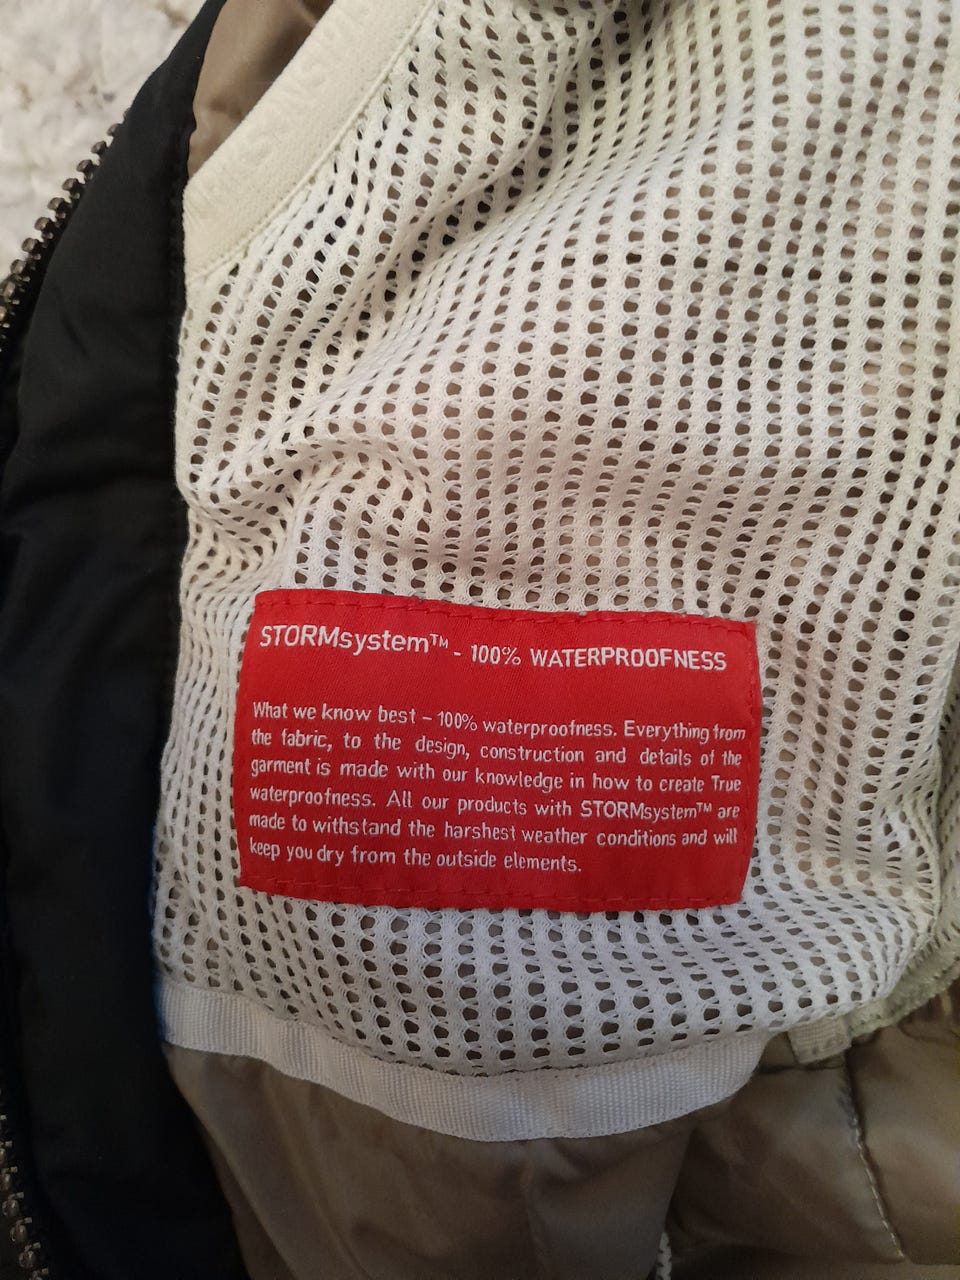 STORMsystem™ - 100% WATERPROOFNESS
What we know best – 100% waterproofness. Everything from
the fabric, to the design, construction and details of the
garment is made with our knowledge in how to create True
waterproofness. All our products with STORMsystem™ are
made to withstand the harshest weather conditions and will
keep you dry from the outside elements.